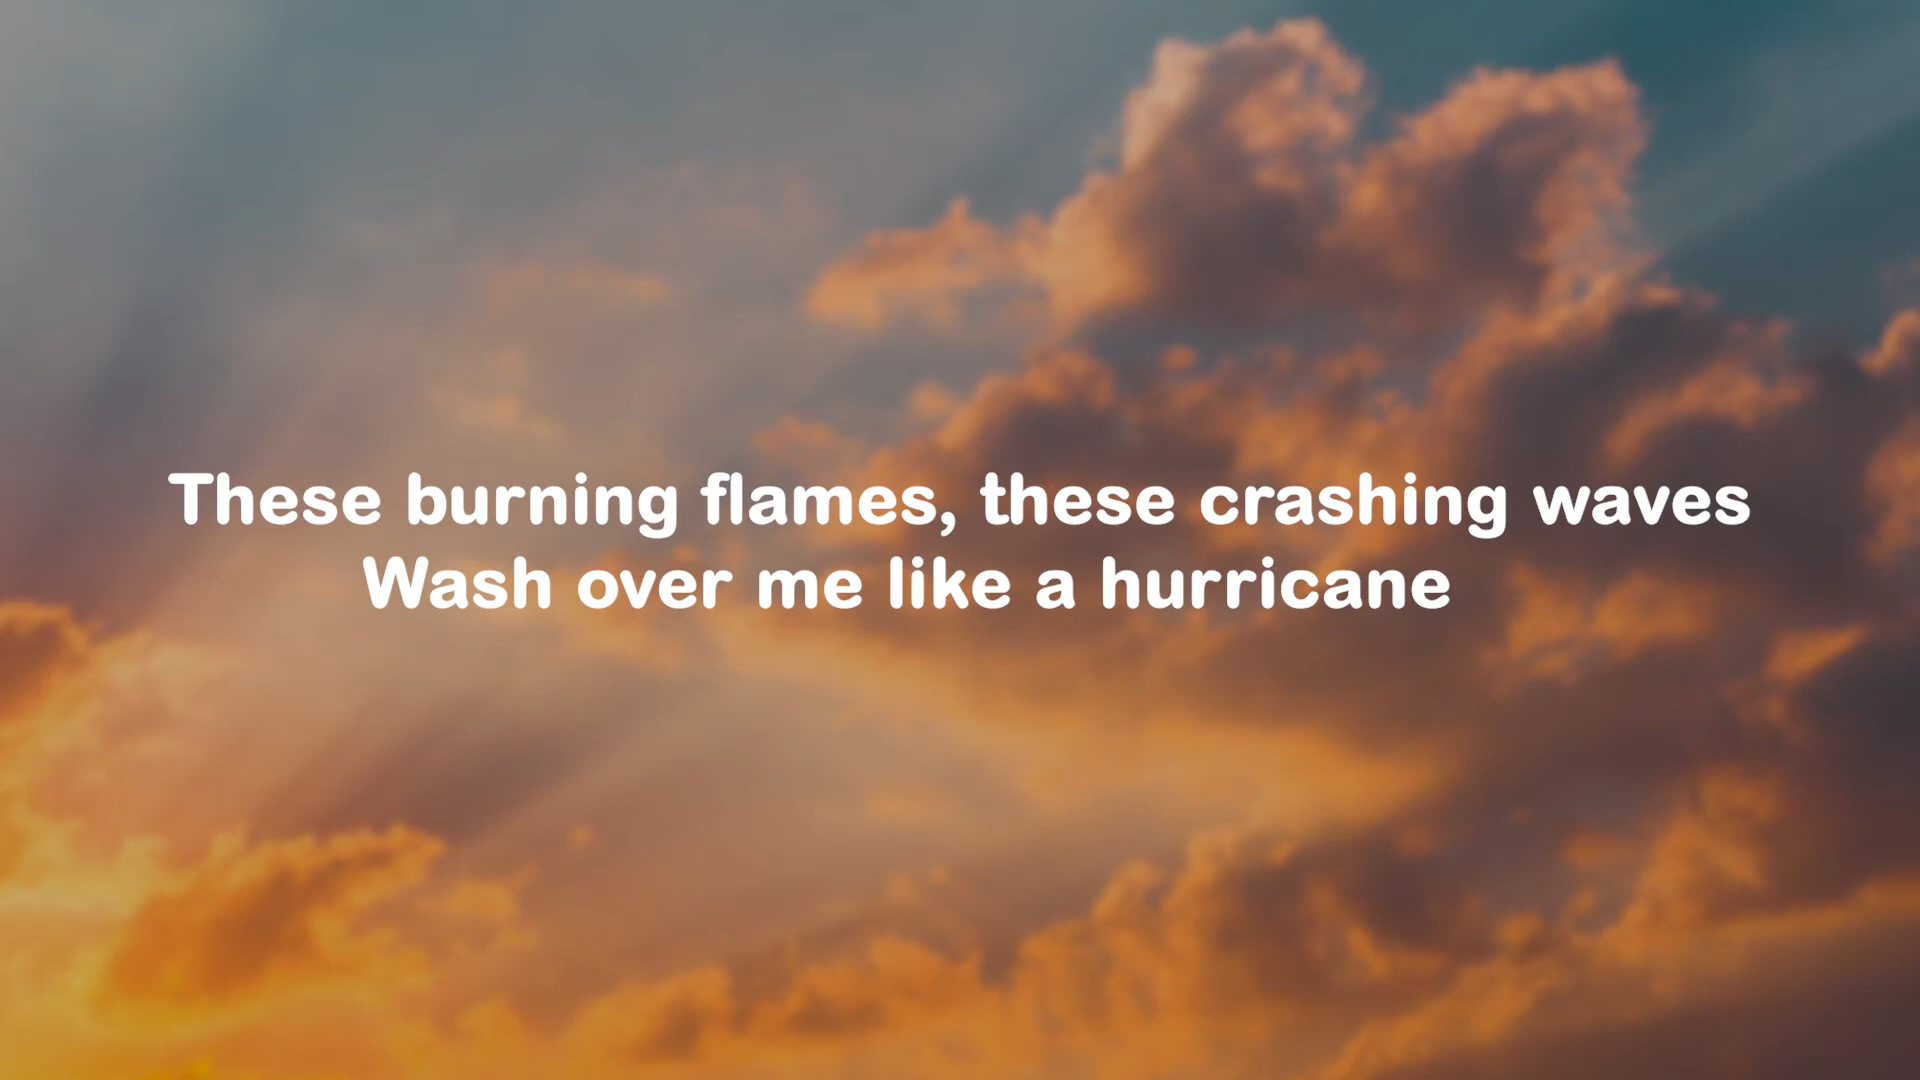 These burning flames, these crashing waves
Wash over me like a hurricane